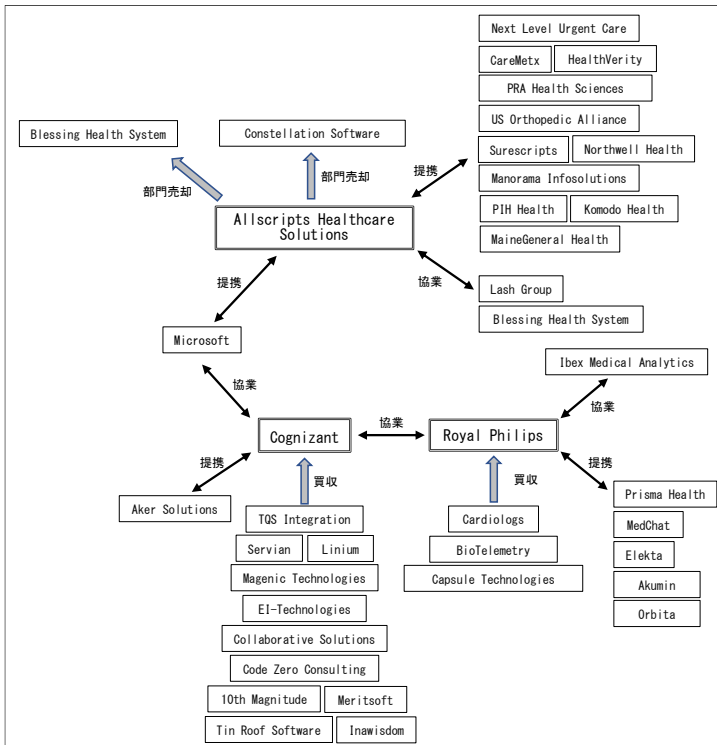 Next Level Urgent Care
CareMetx
HealthVerity
PRA Health Sciences
US Orthopedic Alliance
Blessing Health System
Constellation Software
Surescripts
Northwell Health
部門売却
部門売却
提携
Manorama Infosolutions
Allscripts Healthcare
Solutions
PIH Health
Komodo Health
MaineGeneral Health
提携
協業
Lash Group
Blessing Health System
Microsoft
Ibex Medical Analytics
協業
協業
協業
Cognizant
Royal Philips
提携
買収
買収
提携
Aker Solutions
TQS Integration
Servian
Linium
Magenic Technologies
EI-Technologies
Collaborative Solutions
Code Zero Consulting
10th Magnitude
Meritsoft
Tin Roof Software
Inawisdom
Cardiologs
BioTelemetry
Capsule Technologies
Prisma Health
MedChat
Elekta
Akumin
Orbita